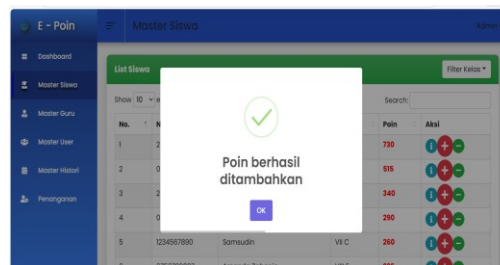 E - Poin
Master Siswa
Admin
Dashboard
Master Siswa
Master Guru
Master User
Master Histori
Penanganan
List Siswa
Filter Kelas
Show 10
Search:
No.
Poin
Aksi
1
730
2
515
3
340
4
290
5 1234567890 Samsudin VII C 260
Poin berhasil
ditambahkan
OK